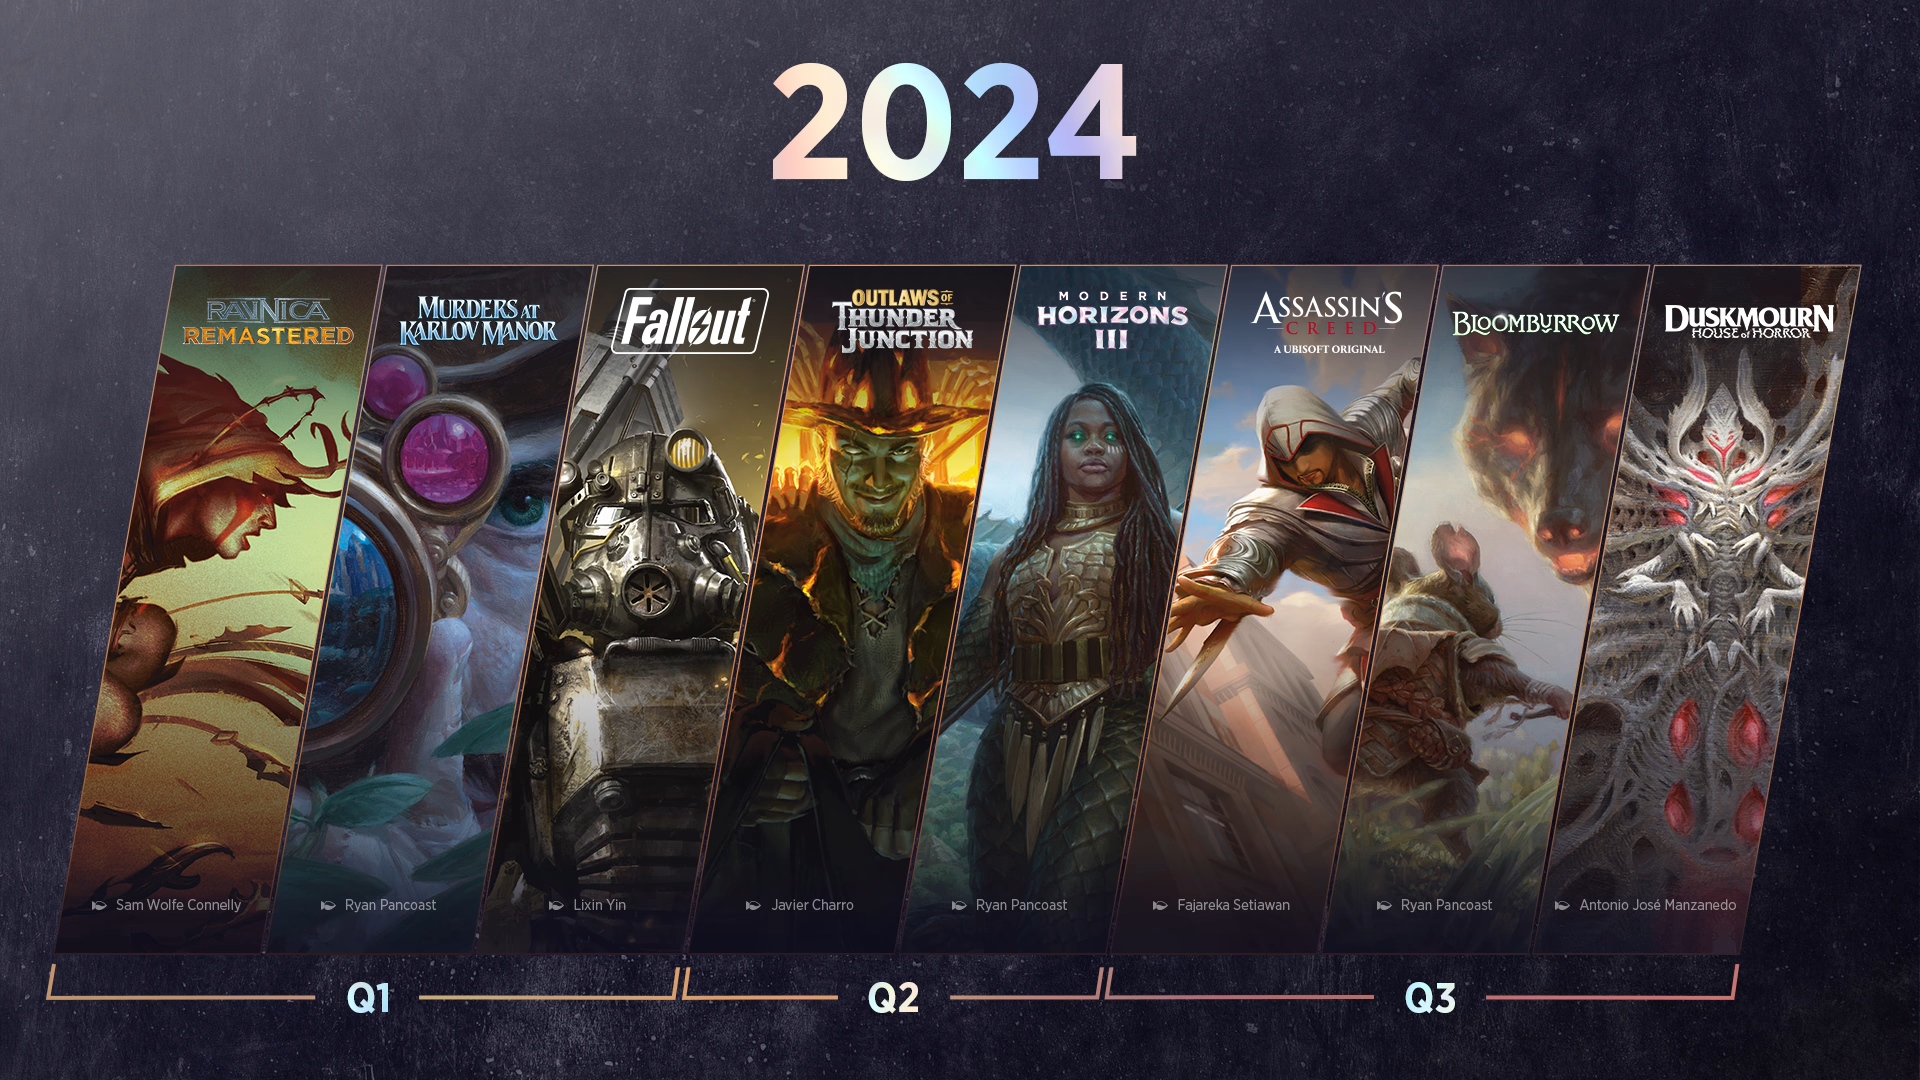 2024
RAVNICA
REMASTERED
MURDERS AT
KARLOV MANOR
Fallout
OUTLAWS OF
THUNDER
JUNCTION
MODERN
HORIZONS
III
ASSASSIN'S
CREED
A UBISOFT ORIGINAL
BLOOMBURROW
DUSKMOURN
HOUSE of HORROR
Sam Wolfe Connelly
Ryan Pancoast
Lixin Yin
Javier Charro
Ryan Pancoast
Fajareka Setiawan
Ryan Pancoast
Antonio José Manzanedo
Q1
Q2
Q3